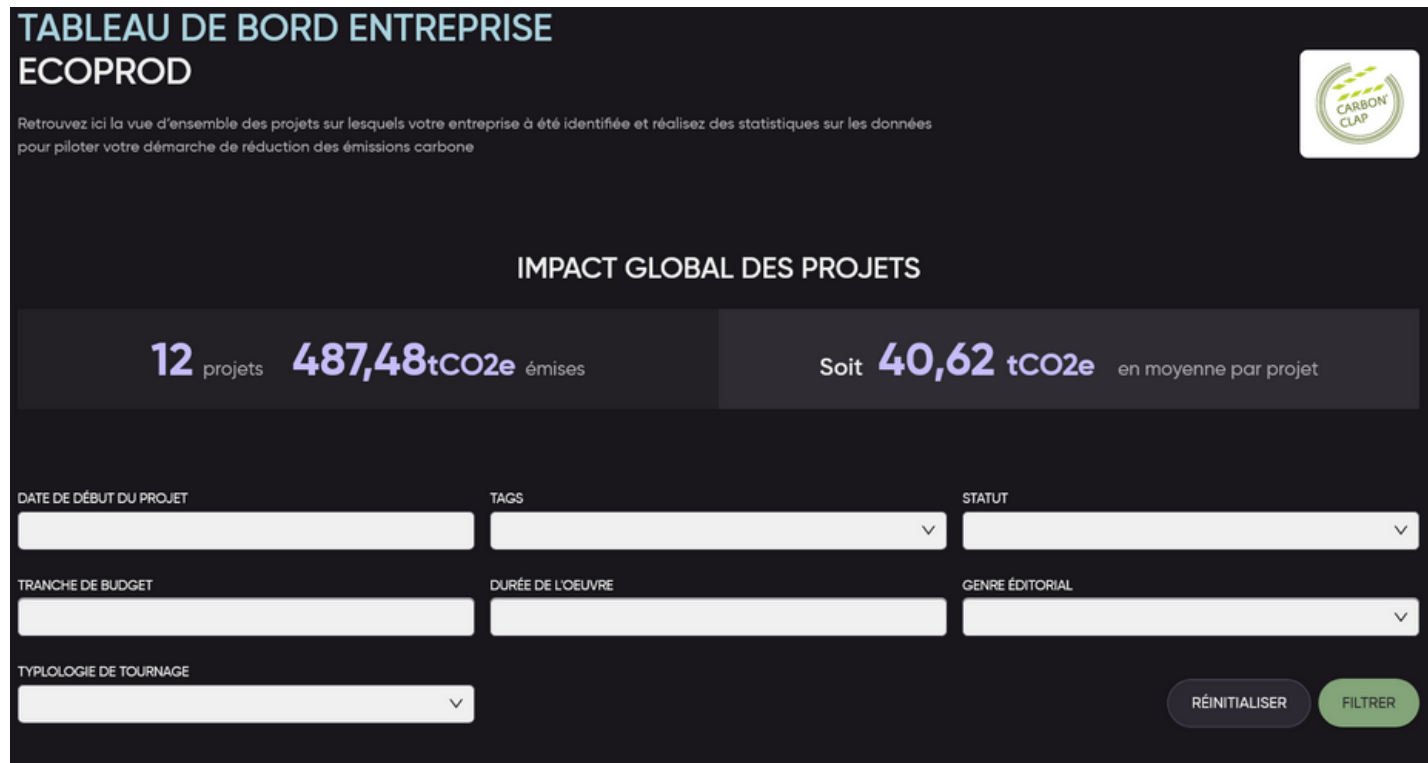 TABLEAU DE BORD ENTREPRISE
ECOPROD
Retrouvez ici la vue d'ensemble des projets sur lesquels votre entreprise à été identifiée et réalisez des statistiques sur les données
pour piloter votre démarche de réduction des émissions carbone
CARBON'
CLAP
IMPACT GLOBAL DES PROJETS
12 projets 487,48tCO2e émises
Soit 40,62 tCO2e en moyenne par projet
DATE DE DÉBUT DU PROJET
TAGS
STATUT
TRANCHE DE BUDGET
DURÉE DE L'OEUVRE
GENRE ÉDITORIAL
TYPLOLOGIE DE TOURNAGE
RÉINITIALISER
FILTRER